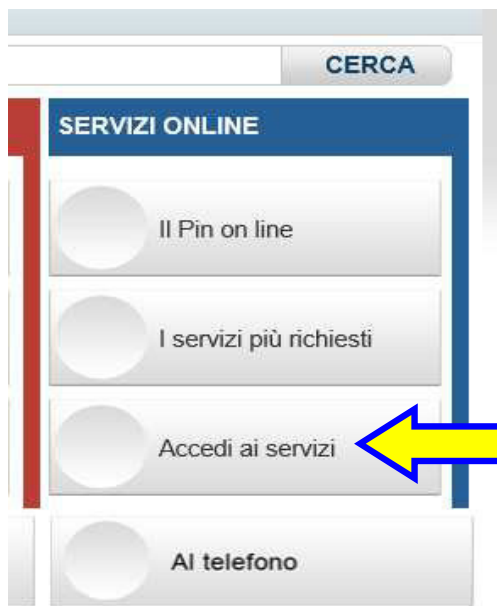 CERCA
SERVIZI ONLINE
Il Pin on line
I servizi più richiesti
Accedi ai servizi
Al telefono